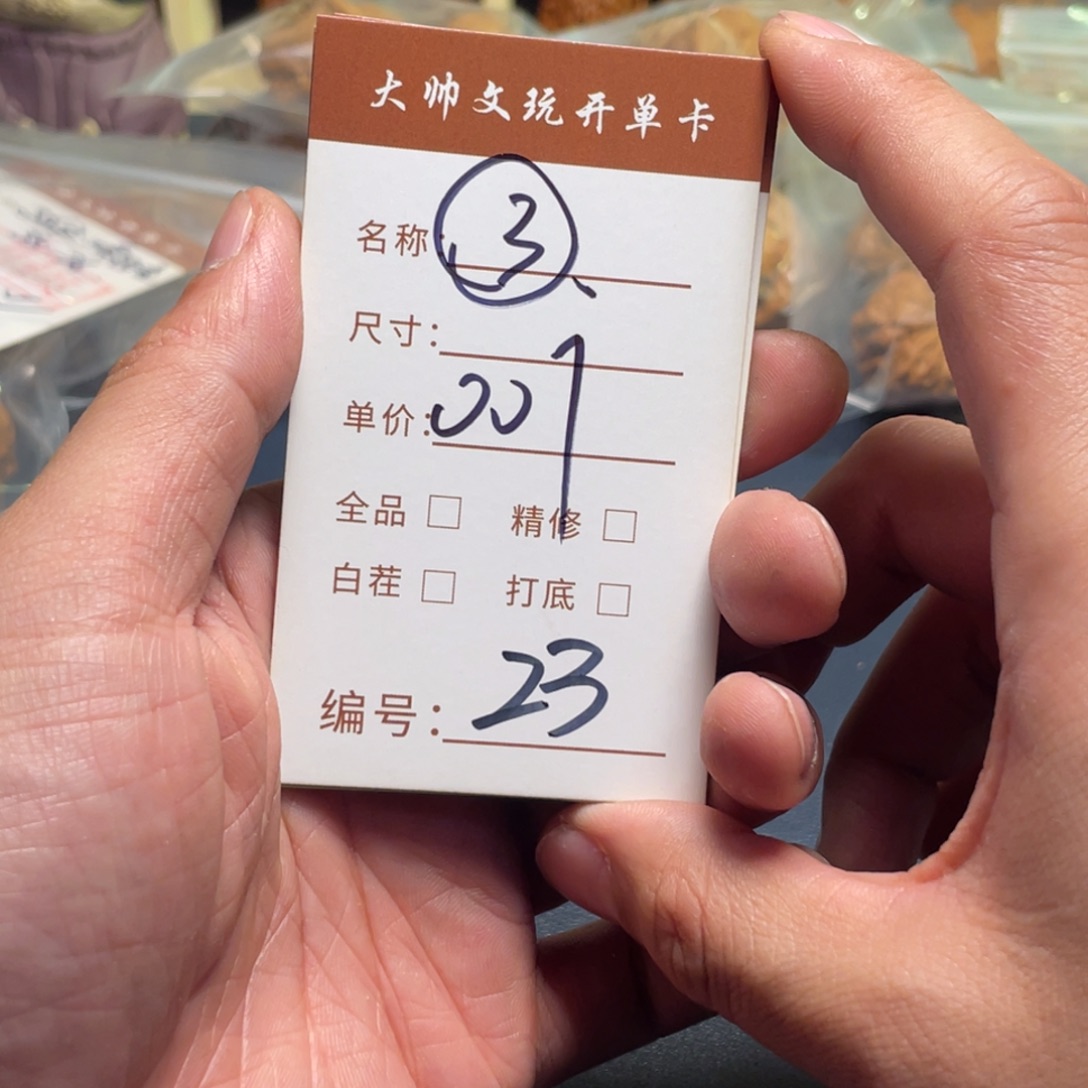 大帅文玩开单卡
名称: ③
尺寸:
单价: 001
全品 □ 精修 □
白茬 □ 打底 □
编号: 23